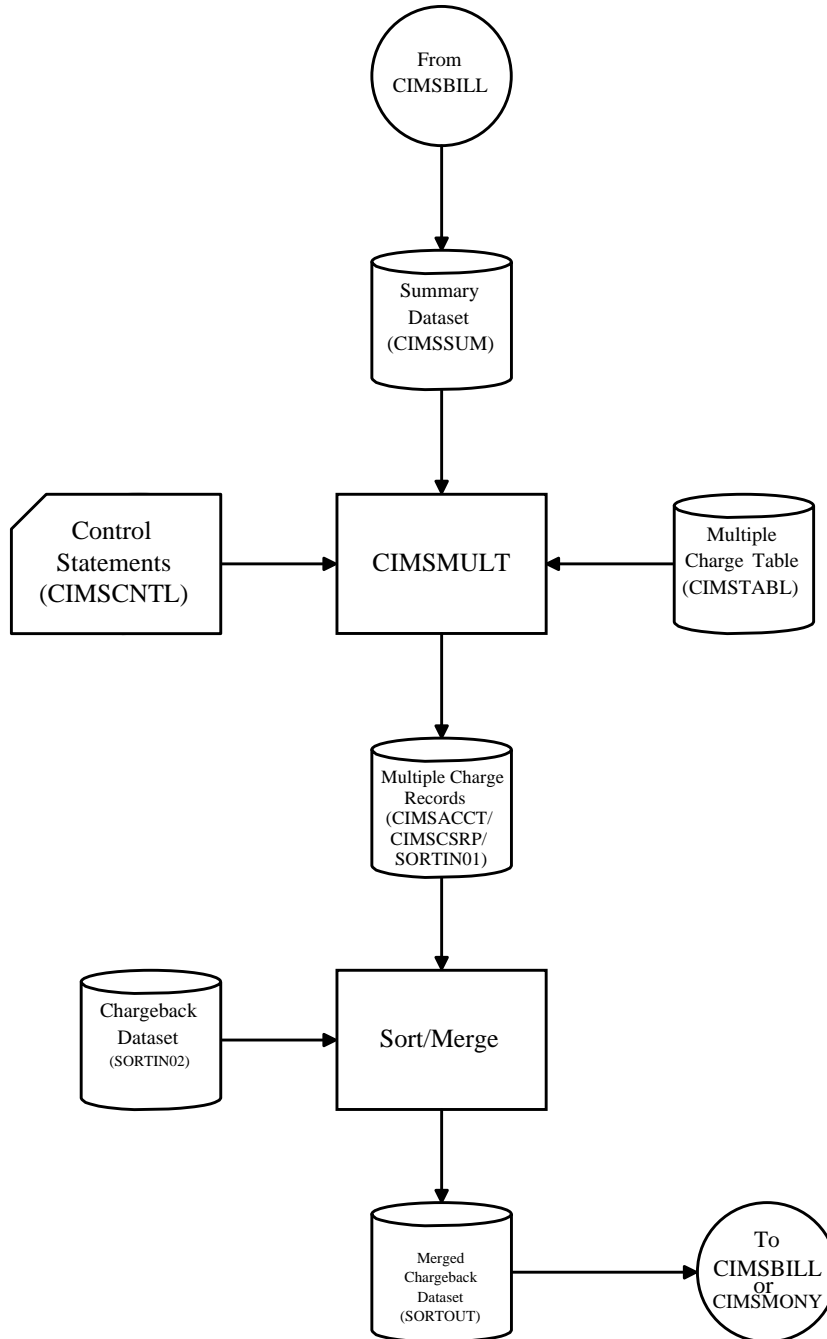 From
CIMSBILL
Summary
Dataset
(CIMSSUM)
Control
Statements
(CIMSCNTL)
CIMSMULT
Multiple
Charge Table
(CIMSTABL)
Multiple Charge
Records
(CIMSACCT/
CIMSCSRP/
SORTIN01)
Chargeback
Dataset
(SORTIN02)
Sort/Merge
Merged
Chargeback
Dataset
(SORTOUT)
To
CIMSBILL
or
CIMSMONY